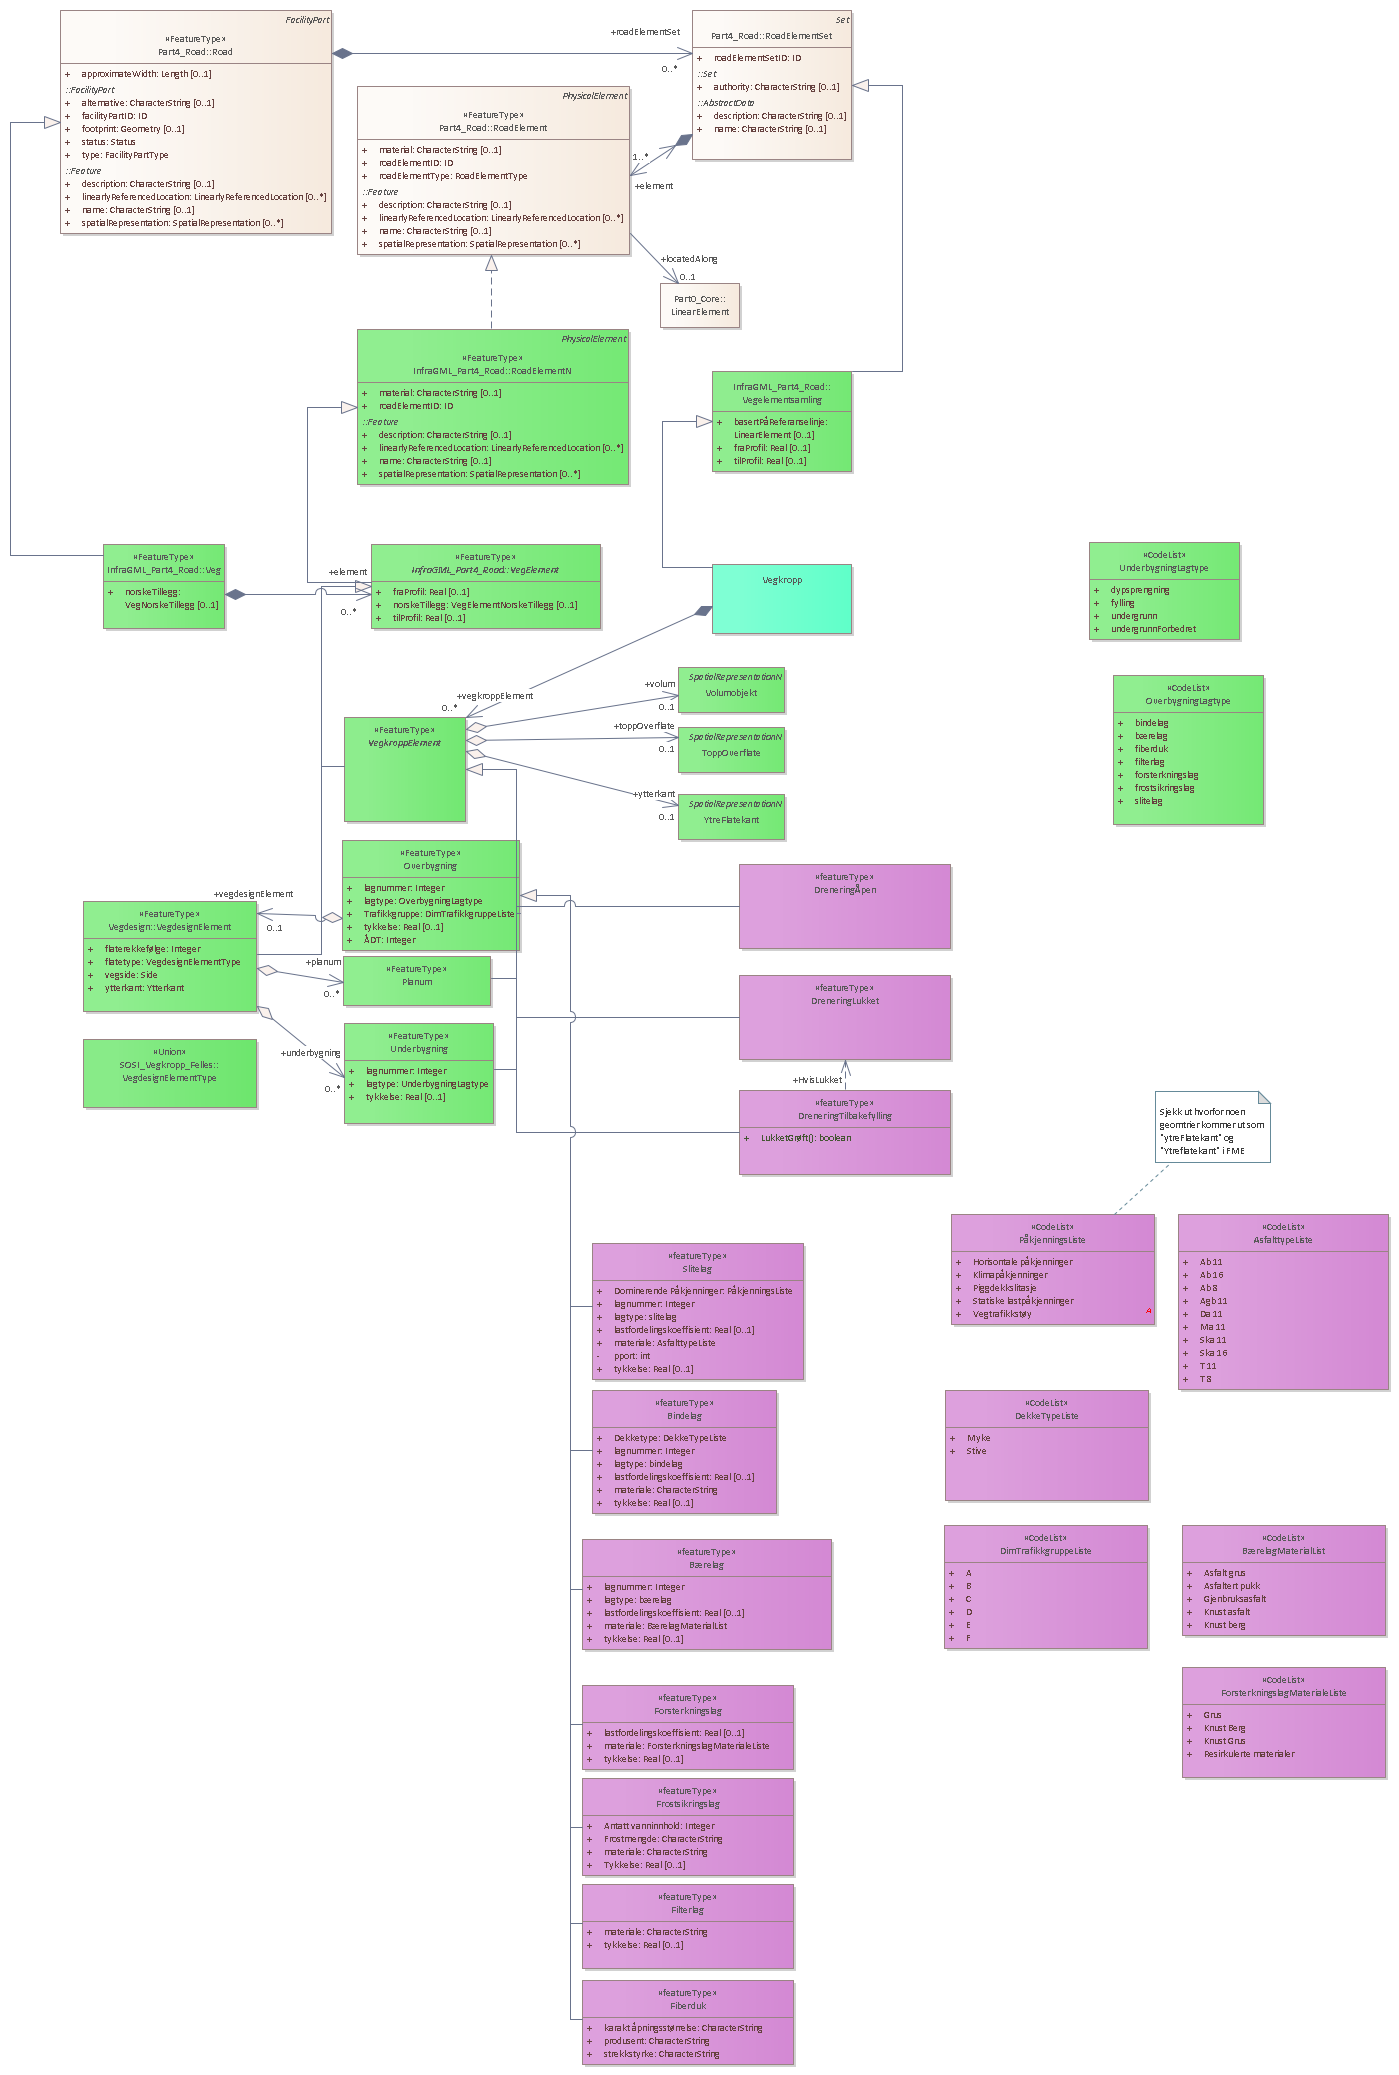 FacilityPart
«FeatureType»
Part4_Road::Road
+ approximateWidth: Length [0..1]
::FacilityPart
+ alternative: CharacterString [0..1]
+ facilityPartID: ID
+ footprint: Geometry [0..1]
+ status: Status
+ type: FacilityPartType
::Feature
+ description: CharacterString [0..1]
+ linearlyReferencedLocation: LinearlyReferencedLocation [0..*]
+ name: CharacterString [0..1]
+ spatialRepresentation: SpatialRepresentation [0..*]
+roadElementSet
0..*
Set
Part4_Road::RoadElementSet
+ roadElementSetID: ID
::Set
+ authority: CharacterString [0..1]
::AbstractData
+ description: CharacterString [0..1]
+ name: CharacterString [0..1]
PhysicalElement
«FeatureType»
Part4_Road::RoadElement
+ material: CharacterString [0..1]
+ roadElementID: ID
+ roadElementType: RoadElementType
::Feature
+ description: CharacterString [0..1]
+ linearlyReferencedLocation: LinearlyReferencedLocation [0..*]
+ name: CharacterString [0..1]
+ spatialRepresentation: SpatialRepresentation [0..*]
1..*
+element
+locatedAlong
0..1
Part0_Core::
LinearElement
PhysicalElement
«FeatureType»
InfraGML_Part4_Road::RoadElementN
+ material: CharacterString [0..1]
+ roadElementID: ID
::Feature
+ description: CharacterString [0..1]
+ linearlyReferencedLocation: LinearlyReferencedLocation [0..*]
+ name: CharacterString [0..1]
+ spatialRepresentation: SpatialRepresentation [0..*]
InfraGML_Part4_Road::
Vegelementsamling
+ basertPåReferanselinje:
LinearElement [0..1]
+ fraProfil: Real [0..1]
+ tilProfil: Real [0..1]
«FeatureType»
InfraGML_Part4_Road::Veg
+ norskeTillegg:
VegNorskeTillegg [0..1]
+element
0..*
«FeatureType»
InfraGML_Part4_Road::VegElement
+ fraProfil: Real [0..1]
+ norskeTillegg: VegElementNorskeTillegg [0..1]
+ tilProfil: Real [0..1]
Vegkropp
«CodeList»
UnderbygningLagtype
+ dypsprengning
+ fylling
+ undergrunn
+ undergrunnForbedret
+vegkroppElement
0..*
«FeatureType»
VegkroppElement
+volum
0..1
SpatialRepresentationN
Volumobjekt
+toppOverflate
0..1
SpatialRepresentationN
ToppOverflate
+ytterkant
0..1
SpatialRepresentationN
YtreFlatekant
«CodeList»
OverbygningLagtype
+ bindelag
+ bærelag
+ fiberduk
+ filterlag
+ forsterkningslag
+ frostsikringslag
+ slitelag
«FeatureType»
Overbygning
+ lagnummer: Integer
+ lagtype: OverbygningLagtype
+ Trafikkgruppe: DimTrafikkgruppeListe
+ tykkelse: Real [0..1]
+ ÅDT: Integer
+vegdesignElement
0..1
«FeatureType»
Vegdesign::VegdesignElement
+ flaterekkefølge: Integer
+ flatetype: VegdesignElementType
+ vegside: Side
+ ytterkant: Ytterkant
+planum
0..*
«FeatureType»
Planum
+underbygning
0..*
«FeatureType»
Underbygning
+ lagnummer: Integer
+ lagtype: UnderbygningLagtype
+ tykkelse: Real [0..1]
«Union»
SOSI_Vegkropp_Felles::
VegdesignElementType
«featureType»
DreneringÅpen
«featureType»
DreneringLukket
+HvisLukket
«featureType»
DreneringTilbakefylling
+ LukketGrøft(): boolean
Sjekk ut hvorfor noen
geomtrier kommer ut som
"ytreFlatekant" og
"Ytreflatekant" i FME
«CodeList»
PåkjenningsListe
+ Horisontale påkjenninger
+ Klimapåkjenninger
+ Piggdekkslitasje
+ Statiske lastpåkjenninger
+ Vegtrafikkstøy
A
«CodeList»
AsfalttypeListe
+ Ab 11
+ Ab 16
+ Ab 8
+ Agb 11
+ Da 11
+ Ma 11
+ Ska 11
+ Ska 16
+ T 11
+ T 8
«featureType»
Slitelag
+ Dominerende Påkjenninger: PåkjenningsListe
+ lagnummer: Integer
+ lagtype: slitelag
+ lastfordelingskoeffisient: Real [0..1]
+ materiale: AsfalttypeListe
- pport: int
+ tykkelse: Real [0..1]
«featureType»
Bindelag
+ Dekketype: DekkeTypeListe
+ lagnummer: Integer
+ lagtype: bindelag
+ lastfordelingskoeffisient: Real [0..1]
+ materiale: CharacterString
+ tykkelse: Real [0..1]
«CodeList»
DekkeTypeListe
+ Myke
+ Stive
«featureType»
Bærelag
+ lagnummer: Integer
+ lagtype: bærelag
+ lastfordelingskoeffisient: Real [0..1]
+ materiale: BærelagMaterialList
+ tykkelse: Real [0..1]
«CodeList»
DimTrafikkgruppeListe
+ A
+ B
+ C
+ D
+ E
+ F
«CodeList»
BærelagMaterialList
+ Asfalt grus
+ Asfaltert pukk
+ Gjenbruksasfalt
+ Knust asfalt
+ Knust berg
«featureType»
Forsterkningslag
+ lastfordelingskoeffisient: Real [0..1]
+ materiale: ForsterkningslagMaterialeListe
+ tykkelse: Real [0..1]
«CodeList»
ForsterkningslagMaterialeListe
+ Grus
+ Knust Berg
+ Knust Grus
+ Resirkulerte materialer
«featureType»
Frostsikringslag
+ Antatt vanninnhold: Integer
+ Frostmengde: CharacterString
+ materiale: CharacterString
+ Tykkelse: Real [0..1]
«featureType»
Filterlag
+ materiale: CharacterString
+ tykkelse: Real [0..1]
«featureType»
Fiberduk
+ karakt åpningsstørrelse: CharacterString
+ produsent: CharacterString
+ strekkstyrke: CharacterString